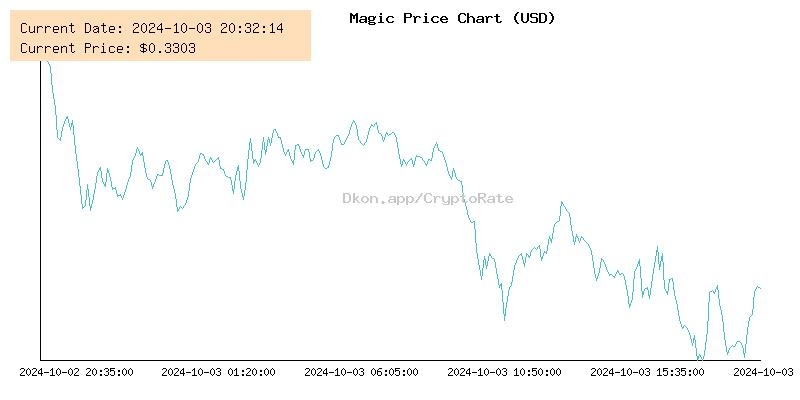 Magic Price Chart (USD)
Current Date: 2024-10-03 20:32:14
Current Price: $0.3303
Dkon.app/CryptoRate
2024-10-02 20:35:00 2024-10-03 01:20:00 2024-10-03 06:05:00 2024-10-03 10:50:00 2024-10-03 15:35:00 2024-10-03